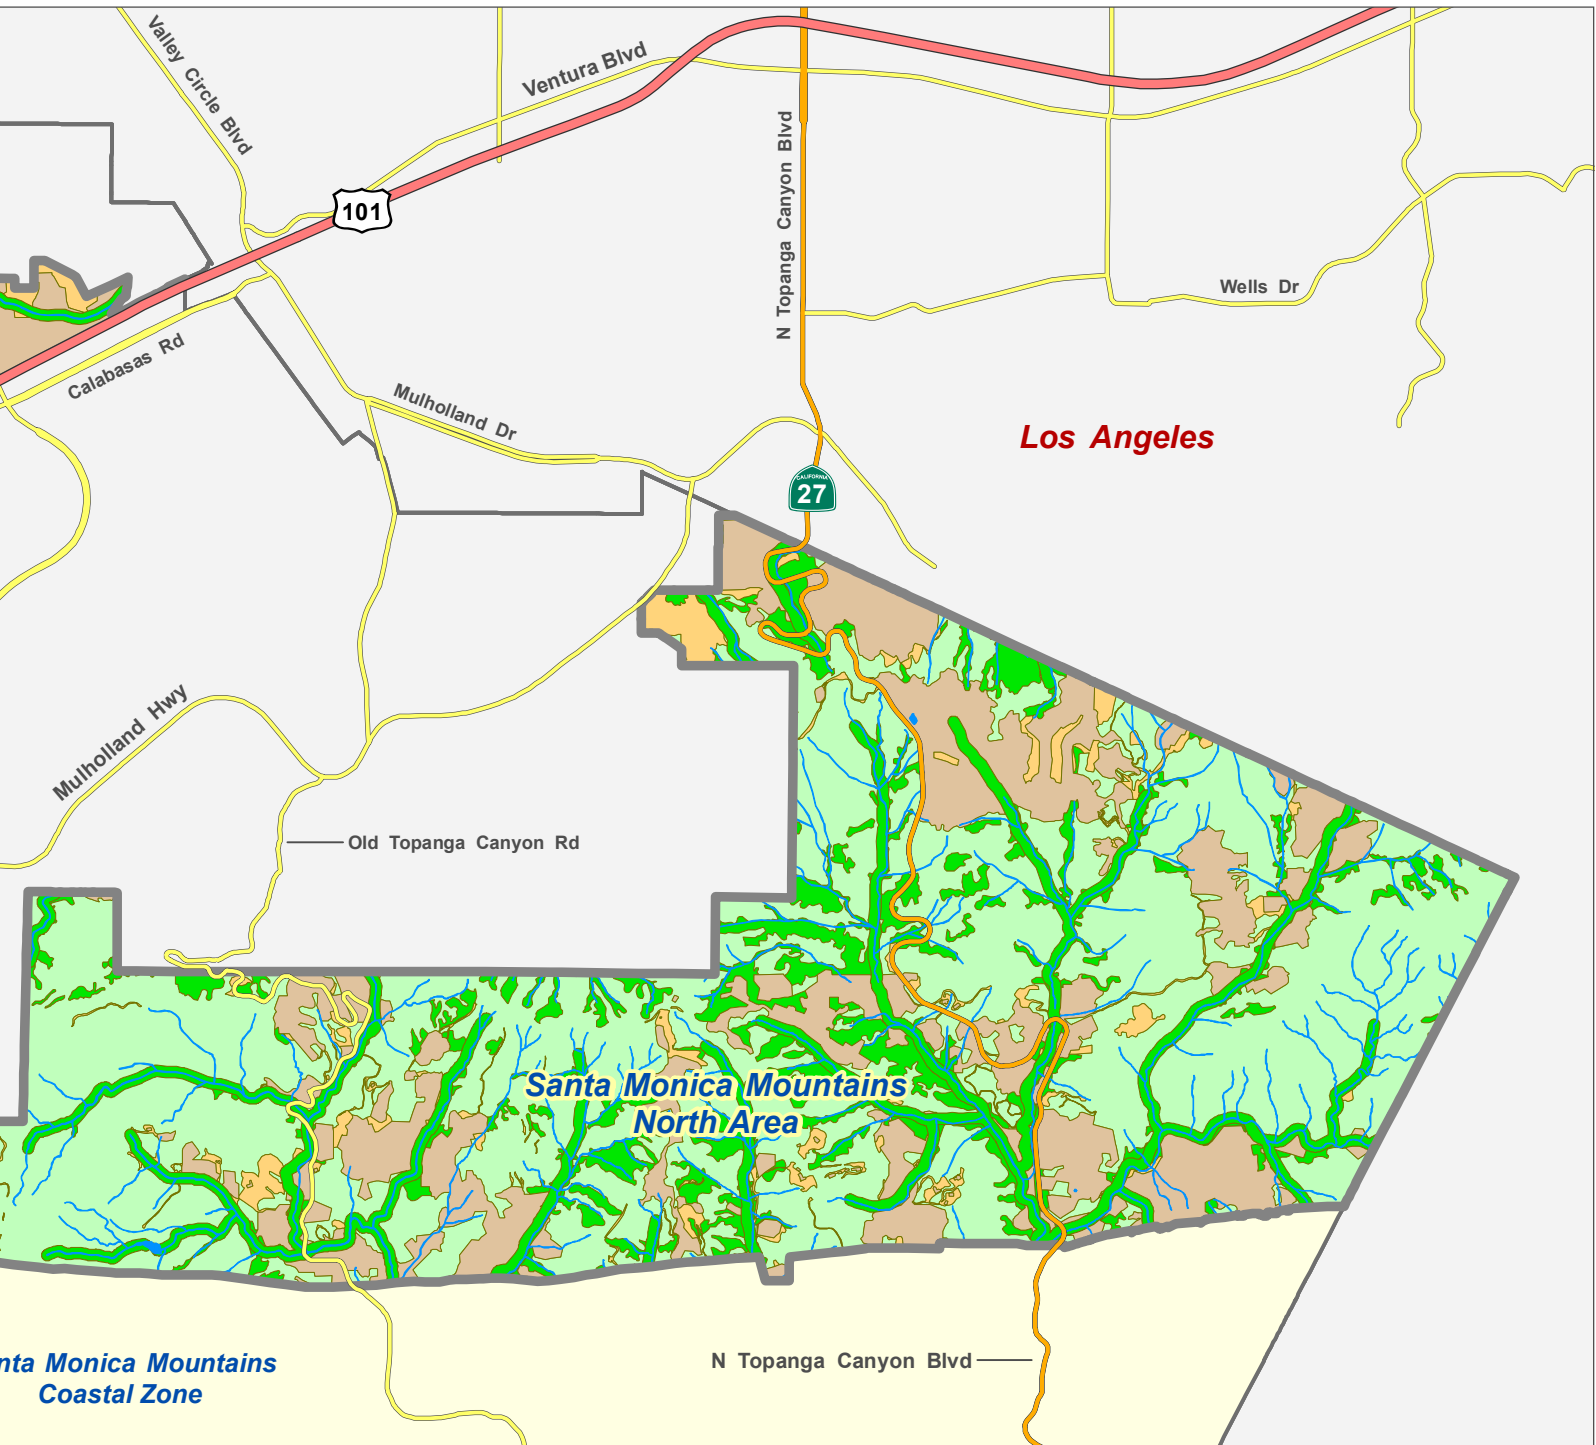 Valley Circle Blvd
Ventura Blvd
N Topanga Canyon Blvd
101
Wells Dr
Calabasas Rd
Mulholland Dr
Los Angeles
CALIFORNIA
27
Mulholland Hwy
Old Topanga Canyon Rd
Santa Monica Mountains
North Area
N Topanga Canyon Blvd
nta Monica Mountains
Coastal Zone